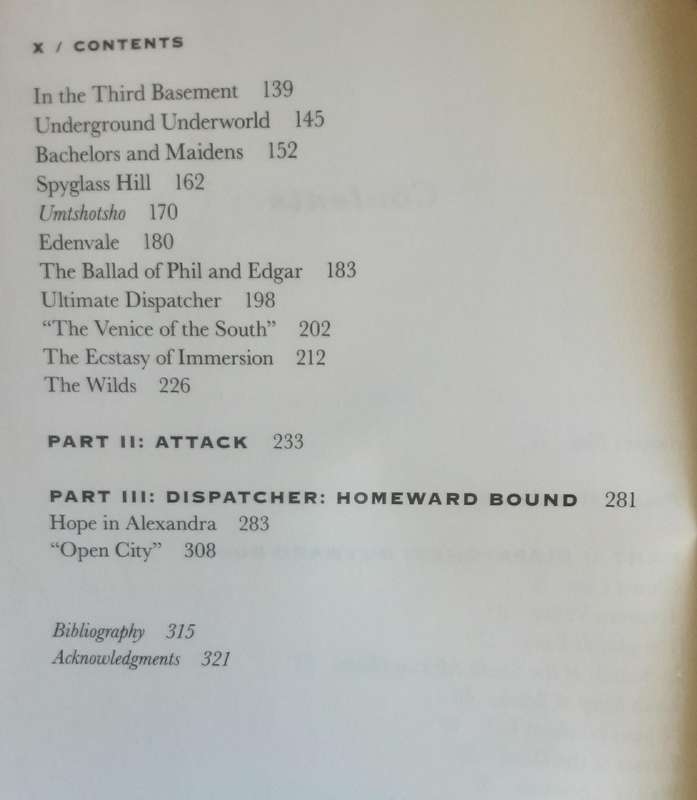 X / CONTENTS
In the Third Basement 139
Underground Underworld 145
Bachelors and Maidens 152
Spyglass Hill 162
Umtshotsho 170
Edenvale 180
The Ballad of Phil and Edgar 183
Ultimate Dispatcher 198
“The Venice of the South” 202
The Ecstasy of Immersion 212
The Wilds 226
PART II: ATTACK 233
PART III: DISPATCHER: HOMEWARD BOUND 281
Hope in Alexandra 283
“Open City” 308
Bibliography 315
Acknowledgments 321